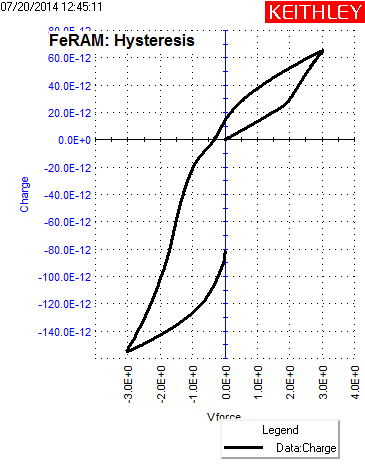 07/20/2014 12:45:11
KEITHLEY
FeRAM: Hysteresis
80.0E-12
60.0E-12
40.0E-12
20.0E-12
0.0E+0
-20.0E-12
-40.0E-12
-60.0E-12
-80.0E-12
-100.0E-12
-120.0E-12
-140.0E-12
Charge
-3.0E+0
-2.0E+0
-1.0E+0
0.0E+0
1.0E+0
2.0E+0
3.0E+0
4.0E+0
Vforce
Legend
Data:Charge